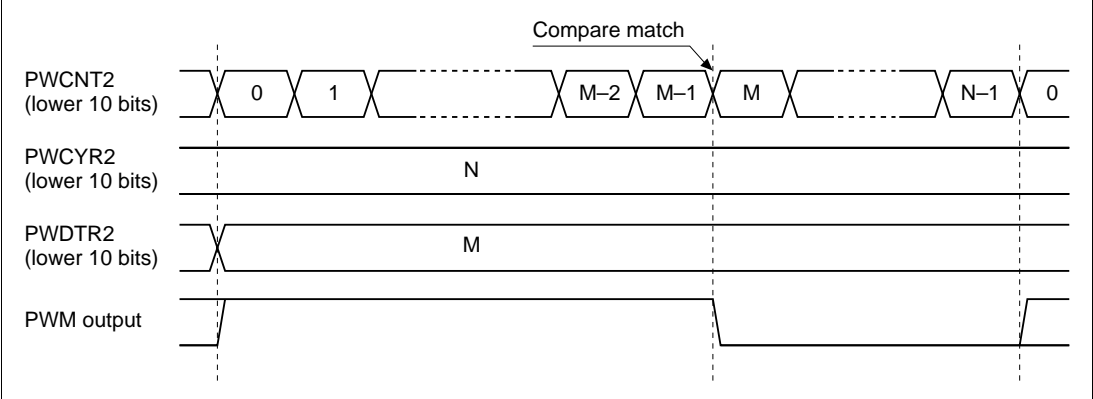 Compare match
PWCNT2
(lower 10 bits)
0 1 M–2 M–1 M N–1 0
PWCYR2
(lower 10 bits)
N
PWDTR2
(lower 10 bits)
M
PWM output